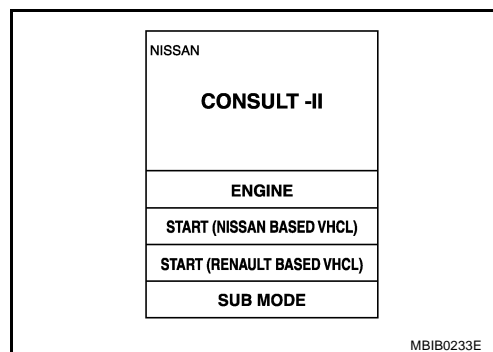 NISSAN
CONSULT -II
ENGINE
START (NISSAN BASED VHCL)
START (RENAULT BASED VHCL)
SUB MODE
MBIB0233E